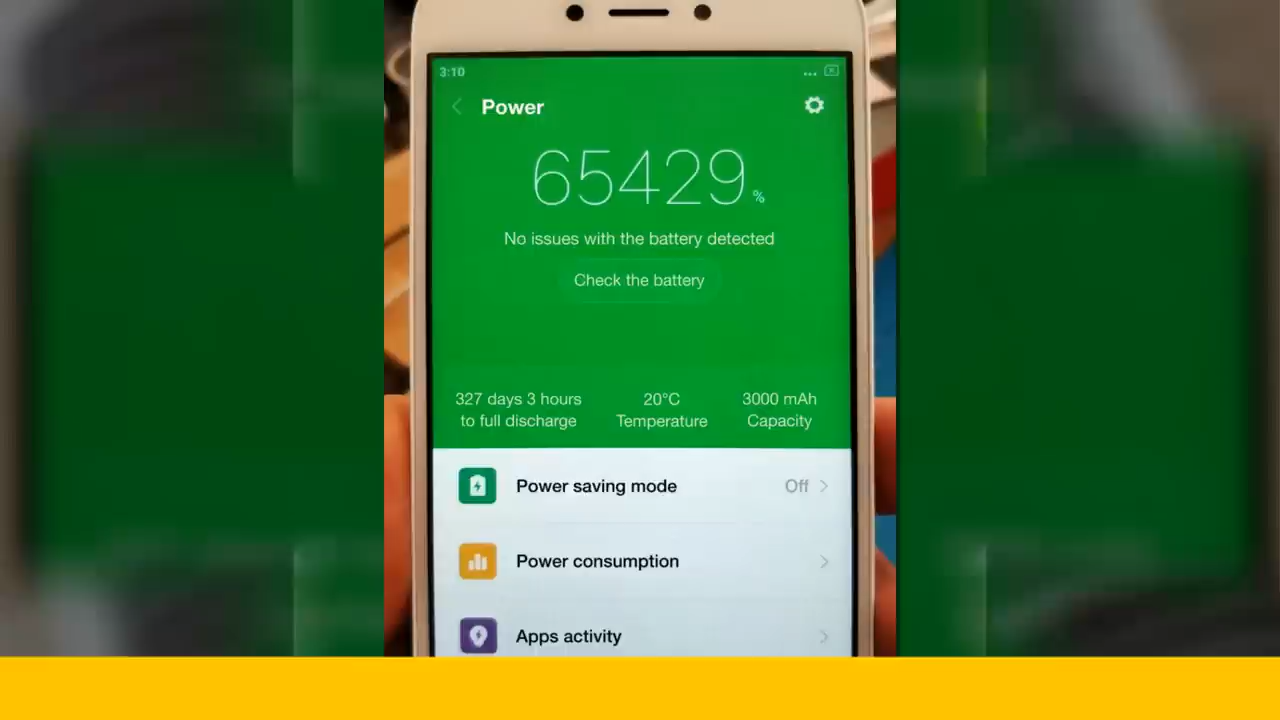 3:10
Power
65429%
No issues with the battery detected
Check the battery
327 days 3 hours
to full discharge
20°C
Temperature
3000 mAh
Capacity
Power saving mode
Off
Power consumption
Apps activity